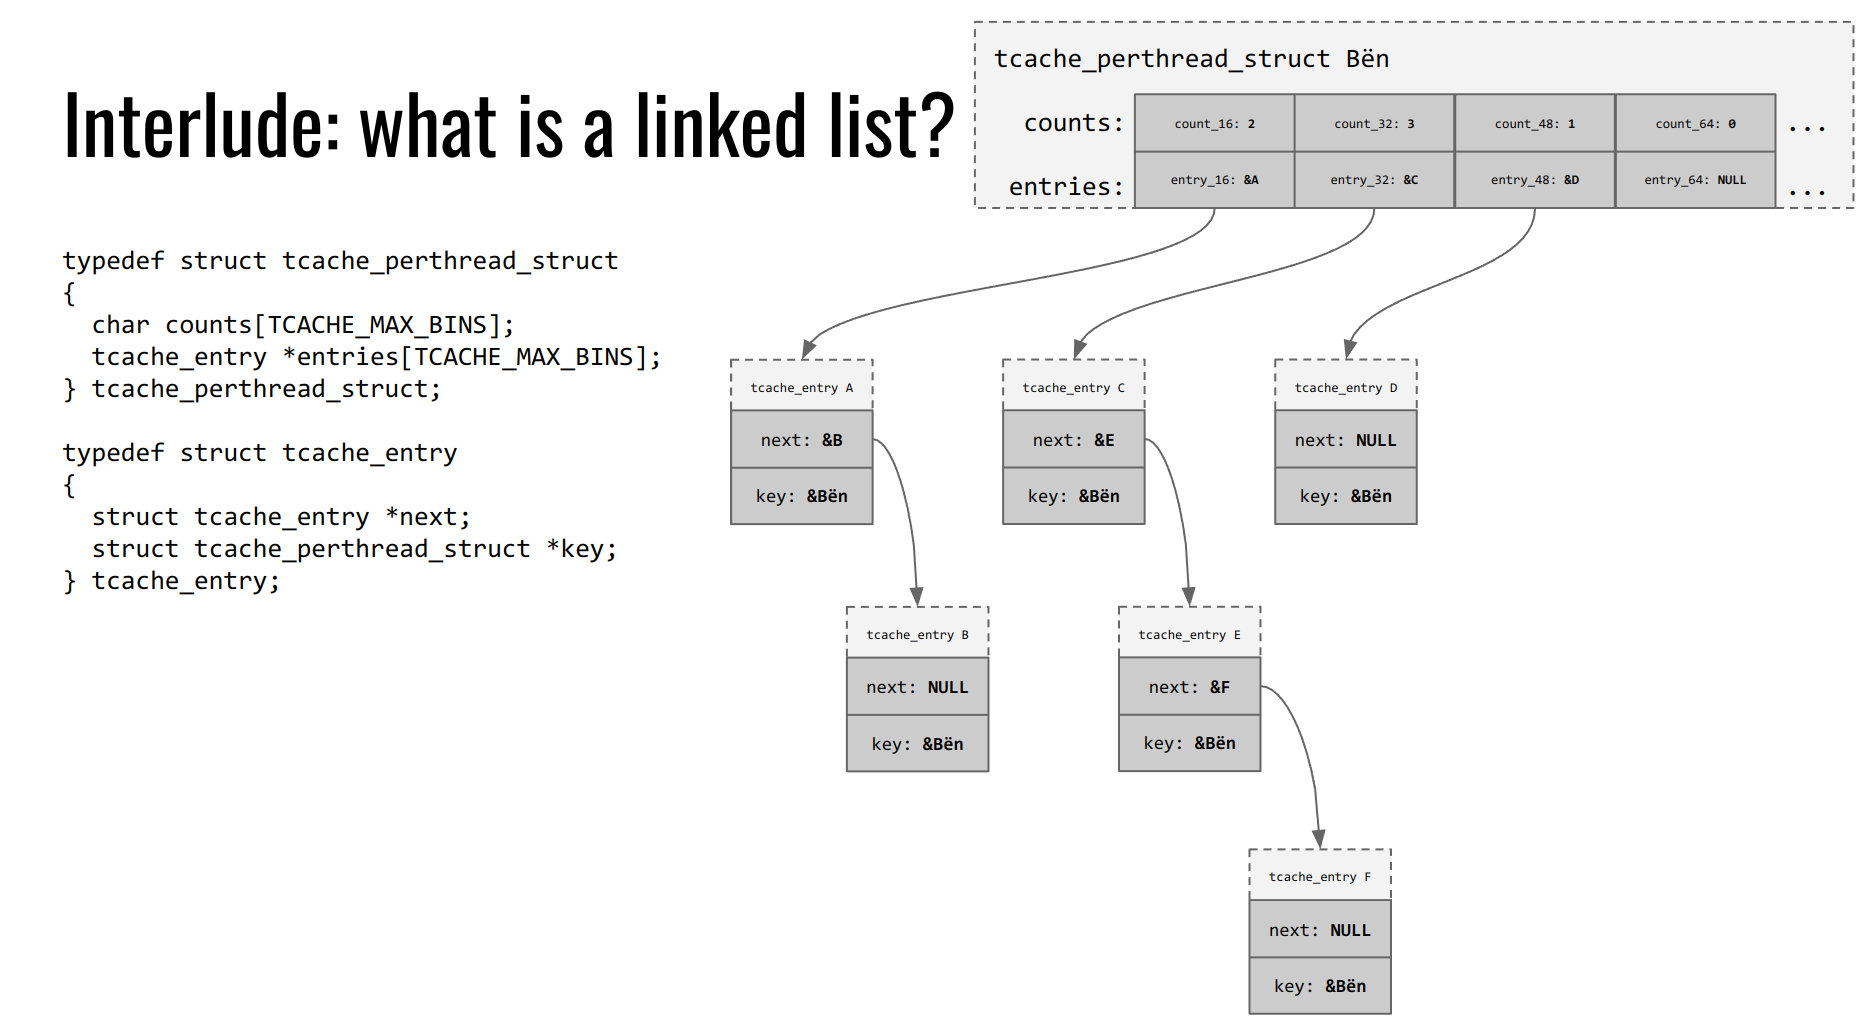 Interlude: what is a linked list?
typedef struct tcache_perthread_struct
{
  char counts[TCACHE_MAX_BINS];
  tcache_entry *entries[TCACHE_MAX_BINS];
} tcache_perthread_struct;
typedef struct tcache_entry
{
  struct tcache_entry *next;
  struct tcache_perthread_struct *key;
} tcache_entry;
tcache_perthread_struct Bën
counts: count_16: 2 count_32: 3 count_48: 1 count_64: 0 ...
entries: entry_16: &A entry_32: &C entry_48: &D entry_64: NULL ...
tcache_entry A
next: &B
key: &Bën
tcache_entry C
next: &E
key: &Bën
tcache_entry D
next: NULL
key: &Bën
tcache_entry B
next: NULL
key: &Bën
tcache_entry E
next: &F
key: &Bën
tcache_entry F
next: NULL
key: &Bën